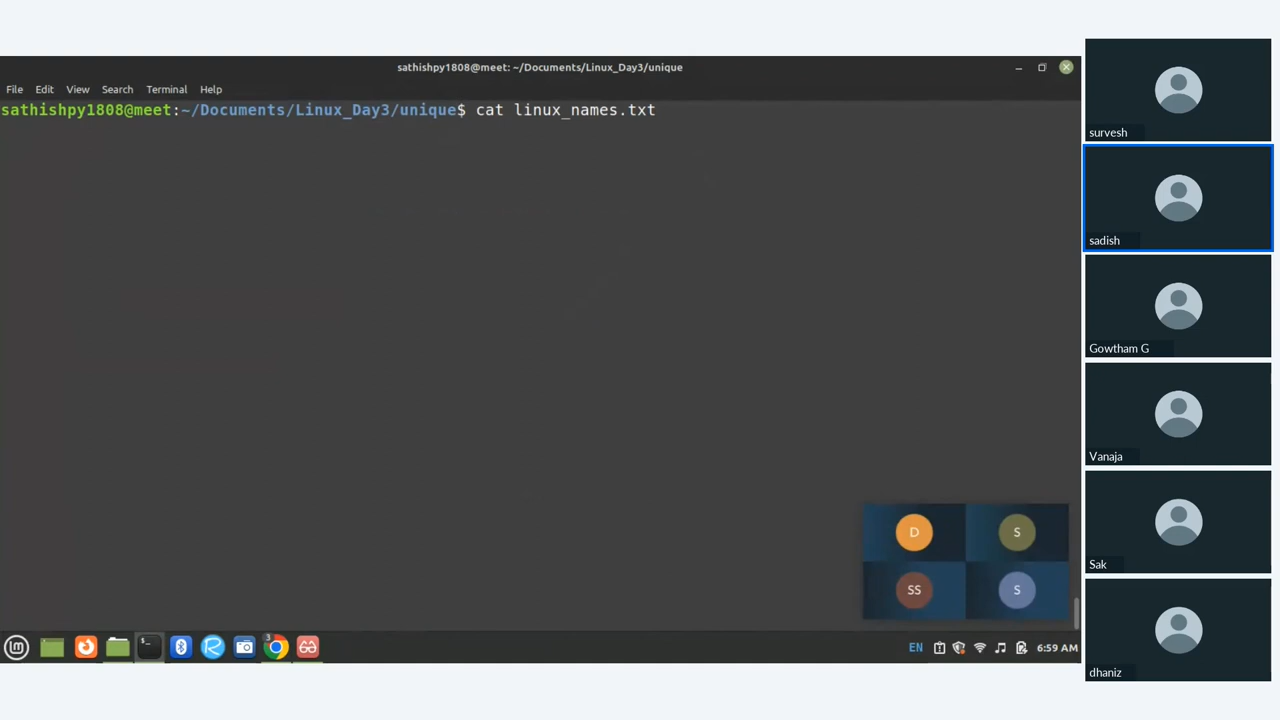 sathishpy1808@meet: ~/Documents/Linux_Day3/unique
File Edit View Search Terminal Help
sathishpy1808@meet:~/Documents/Linux_Day3/unique$ cat linux_names.txt
D S
SS S
3
$_
EN 6:59 AM
survesh
sadish
Gowtham G
Vanaja
Sak
dhaniz